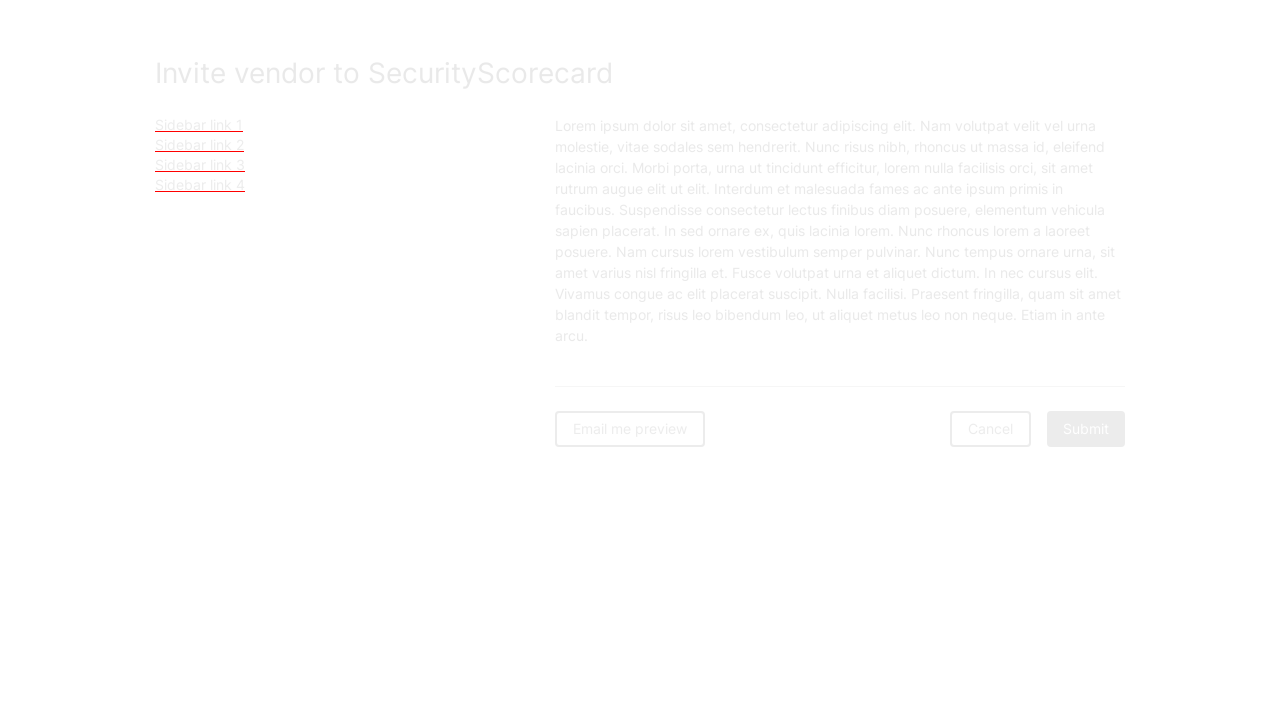 Invite vendor to SecurityScorecard
Sidebar link 1
Sidebar link 2
Sidebar link 3
Sidebar link 4
Lorem ipsum dolor sit amet, consectetur adipiscing elit. Nam volutpat velit vel urna
molestie, vitae sodales sem hendrerit. Nunc risus nibh, rhoncus ut massa id, eleifend
lacinia orci. Morbi porta, urna ut tincidunt efficitur, lorem nulla facilisis orci, sit amet
rutrum augue elit ut elit. Interdum et malesuada fames ac ante ipsum primis in
faucibus. Suspendisse consectetur lectus finibus diam posuere, elementum vehicula
sapien placerat. In sed ornare ex, quis lacinia lorem. Nunc rhoncus lorem a laoreet
posuere. Nam cursus lorem vestibulum semper pulvinar. Nunc tempus ornare urna, sit
amet varius nisl fringilla et. Fusce volutpat urna et aliquet dictum. In nec cursus elit.
Vivamus congue ac elit placerat suscipit. Nulla facilisi. Praesent fringilla, quam sit amet
blandit tempor, risus leo bibendum leo, ut aliquet metus leo non neque. Etiam in ante
arcu.
Email me preview
Cancel
Submit